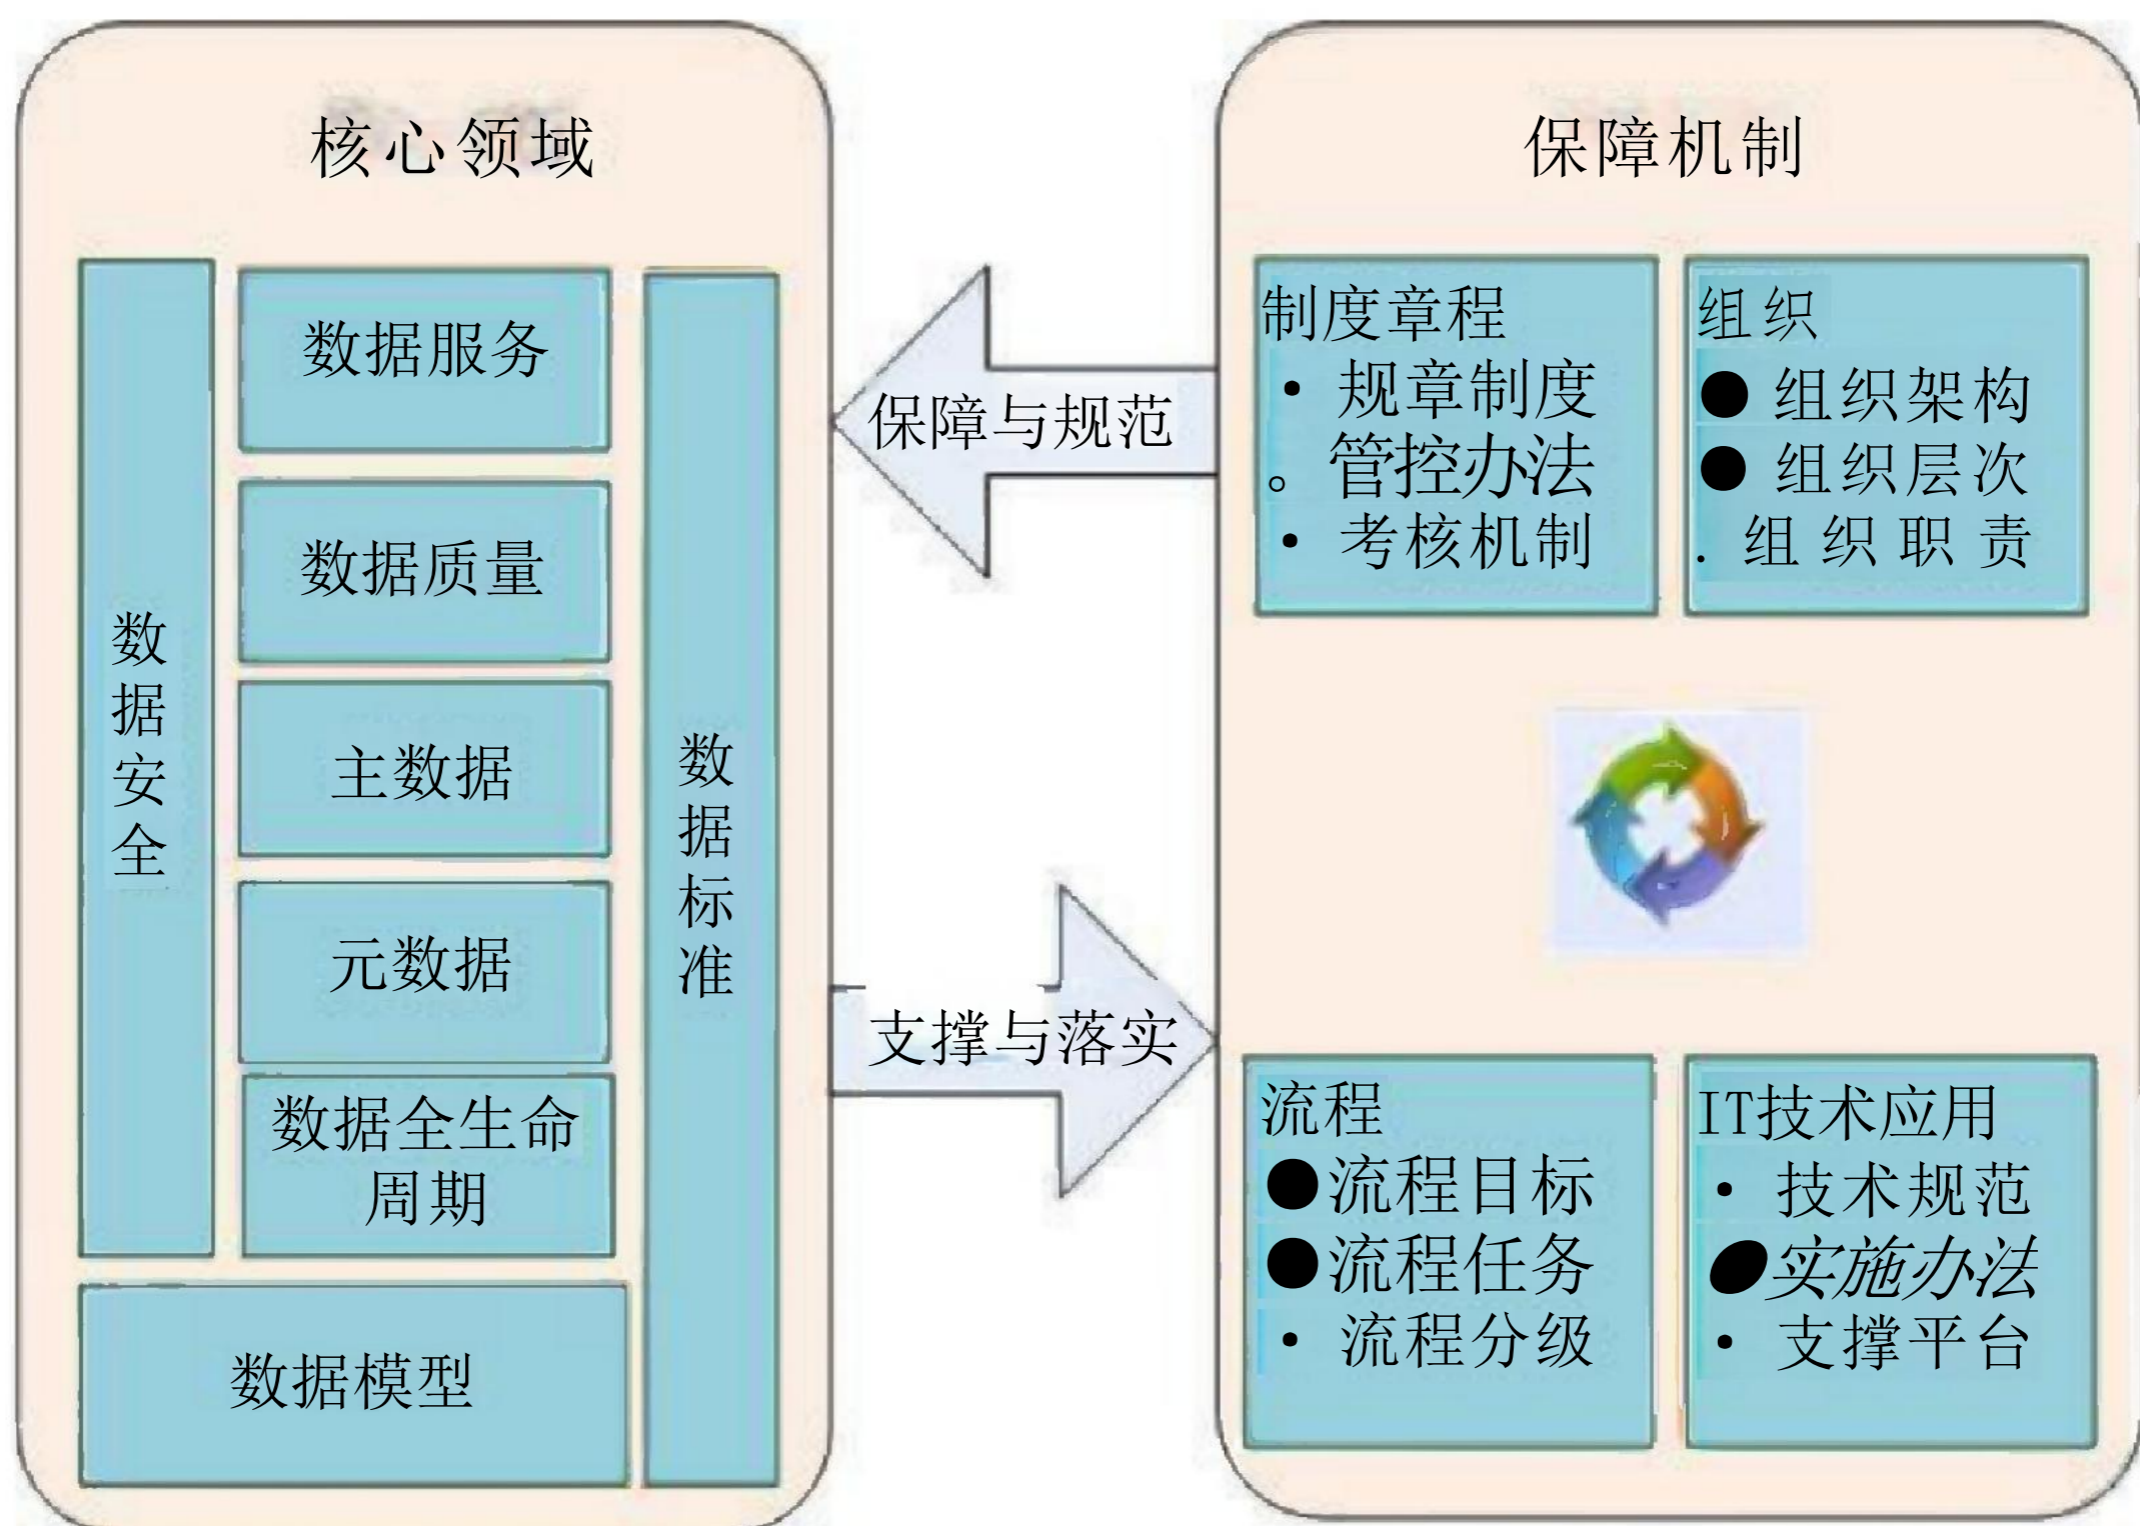 核心领域
数据安全
数据服务
数据质量
主数据
元数据
数据全生命
周期
数据标准
数据模型
保障与规范
支撑与落实
保障机制
制度章程
• 规章制度
。管控办法
• 考核机制
组织
● 组织架构
● 组织层次
. 组织职责
流程
●流程目标
●流程任务
• 流程分级
IT技术应用
• 技术规范
●实施办法
• 支撑平台